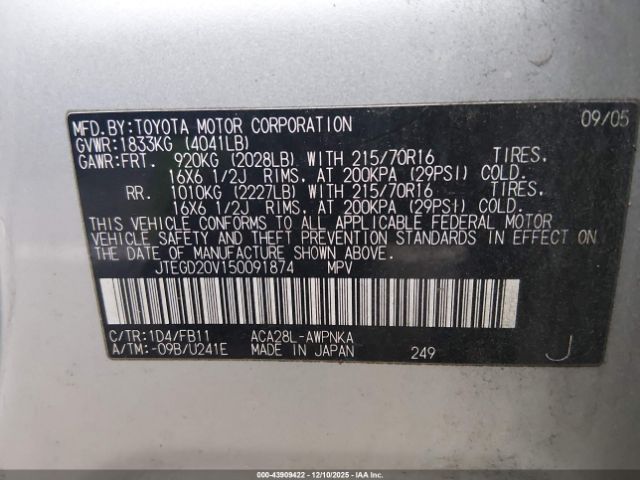 MFD.BY:TOYOTA MOTOR CORPORATION 09/05
GVWR:1833KG (4041LB)
GAWR:FRT. 920KG (2028LB) WITH 215/70R16 TIRES.
16X6 1/2J RIMS, AT 200KPA (29PSI) COLD.
RR. 1010KG (2227LB) WITH 215/70R16 TIRES.
16X6 1/2J RIMS, AT 200KPA (29PSI) COLD.
THIS VEHICLE CONFORMS TO ALL APPLICABLE FEDERAL MOTOR
VEHICLE SAFETY AND THEFT PREVENTION STANDARDS IN EFFECT ON
THE DATE OF MANUFACTURE SHOWN ABOVE.
JTEGD20V150091874 MPV
C/TR:1D4/FB11 ACA28L-AWPNKA
A/TM:-09B/U241E MADE IN JAPAN 249 J
000-43909422 - 12/10/2025 - IAAI.COM